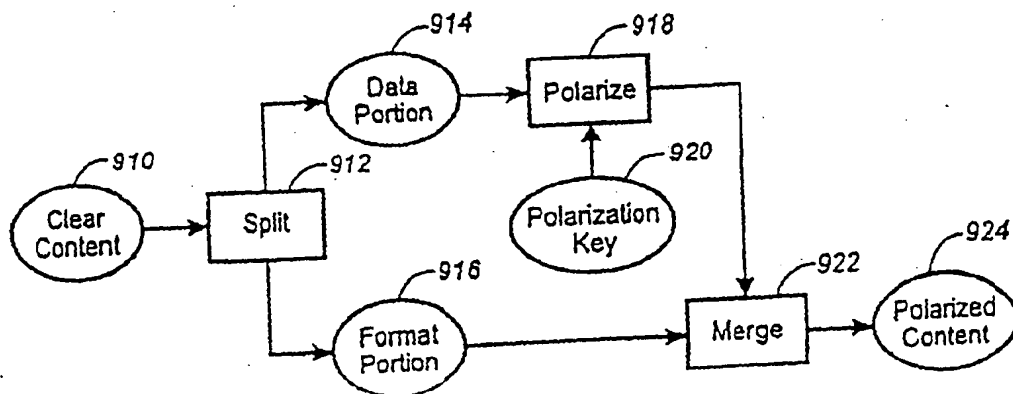 914
918
Data
Portion
Polarize
910
912
920
Clear
Content
Split
Polarization
Key
924
916
922
Format
Portion
Merge
Polarized
Content